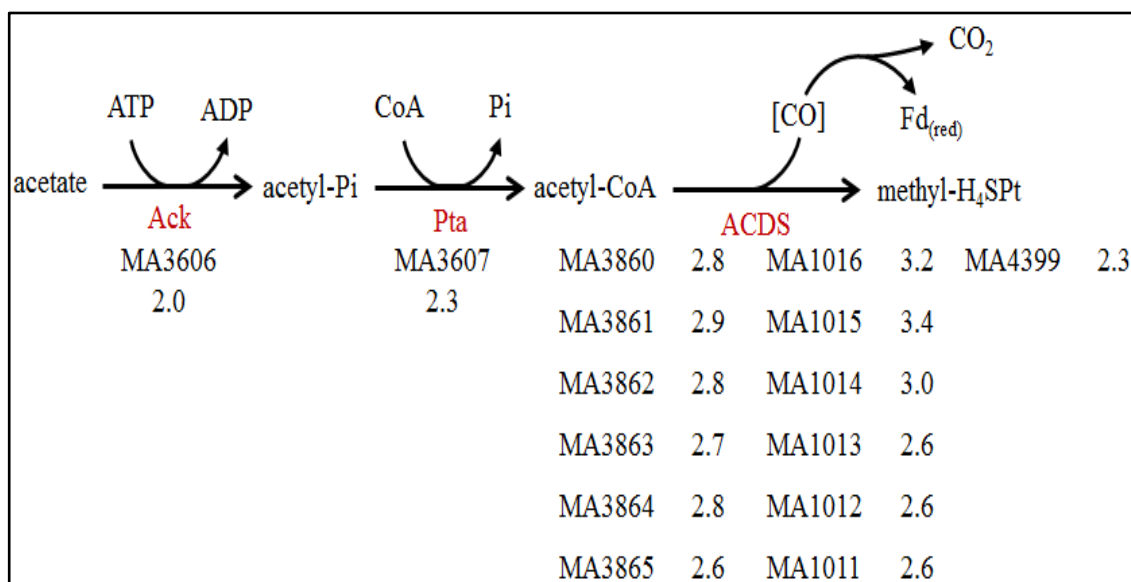 CO₂
ATP ADP CoA Pi [CO] Fd(red)
acetate acetyl-Pi acetyl-CoA methyl-H₄SPt
Ack Pta ACDS
MA3606 MA3607 MA3860 2.8 MA1016 3.2 MA4399 2.3
2.0 2.3
MA3861 2.9 MA1015 3.4
MA3862 2.8 MA1014 3.0
MA3863 2.7 MA1013 2.6
MA3864 2.8 MA1012 2.6
MA3865 2.6 MA1011 2.6